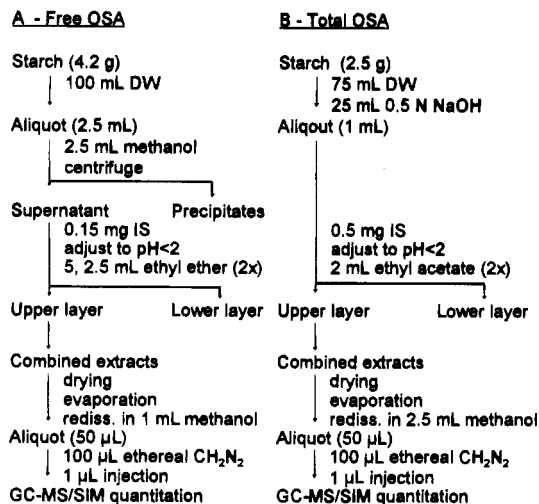 A - Free OSA
Starch (4.2 g)
100 mL DW
Aliquot (2.5 mL)
2.5 mL methanol
centrifuge
Supernatant Precipitates
0.15 mg IS
adjust to pH<2
5, 2.5 mL ethyl ether (2x)
Upper layer Lower layer
Combined extracts
drying
evaporation
rediss. in 1 mL methanol
Aliquot (50 µL)
100 µL ethereal CH₂N₂
1 µL injection
GC-MS/SIM quantitation
B - Total OSA
Starch (2.5 g)
75 mL DW
25 mL 0.5 N NaOH
Aliqout (1 mL)
0.5 mg IS
adjust to pH<2
2 mL ethyl acetate (2x)
Upper layer Lower layer
Combined extracts
drying
evaporation
rediss. in 2.5 mL methanol
Aliquot (50 µL)
100 µL ethereal CH₂N₂
1 µL injection
GC-MS/SIM quantitation